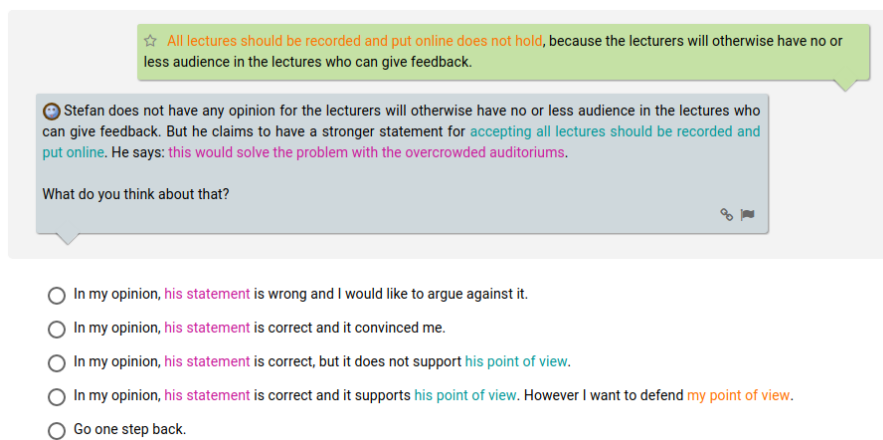 All lectures should be recorded and put online does not hold, because the lecturers will otherwise have no or
less audience in the lectures who can give feedback.
Stefan does not have any opinion for the lecturers will otherwise have no or less audience in the lectures who
can give feedback. But he claims to have a stronger statement for accepting all lectures should be recorded and
put online. He says: this would solve the problem with the overcrowded auditoriums.
What do you think about that?
In my opinion, his statement is wrong and I would like to argue against it.
In my opinion, his statement is correct and it convinced me.
In my opinion, his statement is correct, but it does not support his point of view.
In my opinion, his statement is correct and it supports his point of view. However I want to defend my point of view.
Go one step back.